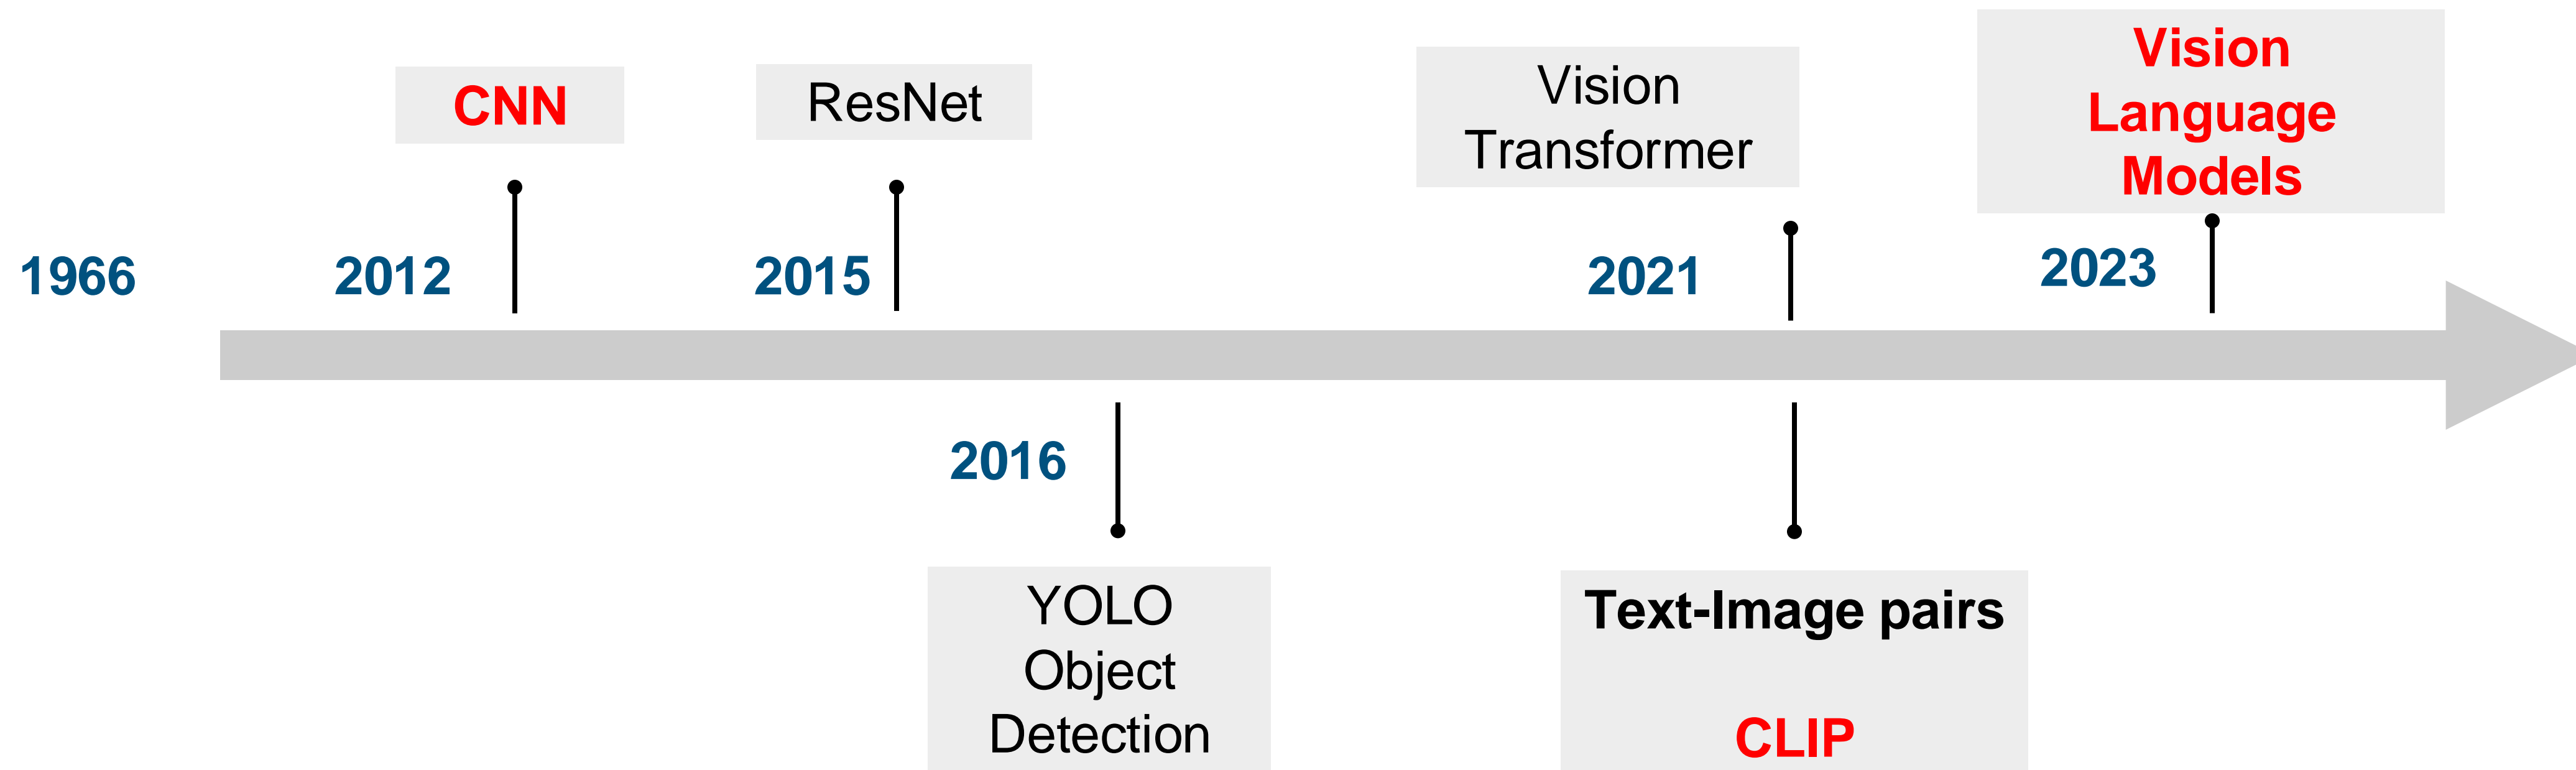 CNN
ResNet
Vision
Transformer
Vision
Language
Models
1966
2012
2015
2021
2023
2016
YOLO
Object
Detection
Text-Image pairs
CLIP